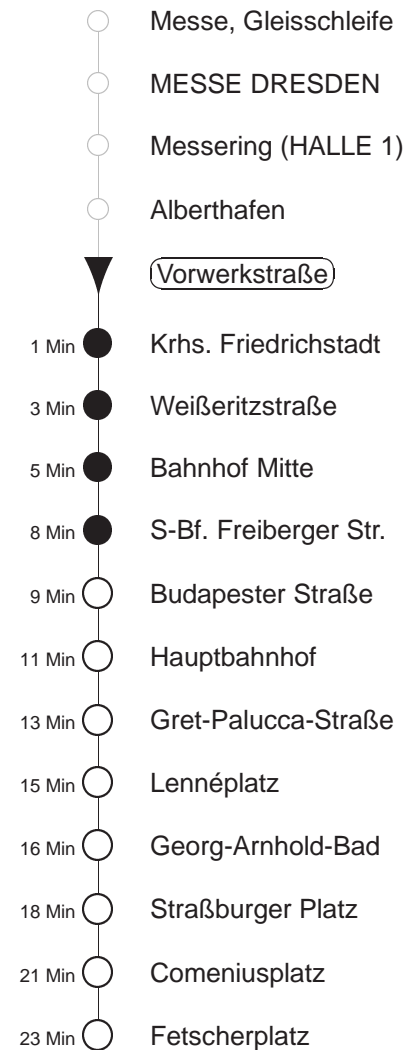 Messe, Gleisschleife
MESSE DRESDEN
Messering (HALLE 1)
Alberthafen
Vorwerkstraße
1 Min Krhs. Friedrichstadt
3 Min Weißeritzstraße
5 Min Bahnhof Mitte
8 Min S-Bf. Freiberger Str.
9 Min Budapester Straße
11 Min Hauptbahnhof
13 Min Gret-Palucca-Straße
15 Min Lennéplatz
16 Min Georg-Arnhold-Bad
18 Min Straßburger Platz
21 Min Comeniusplatz
23 Min Fetscherplatz